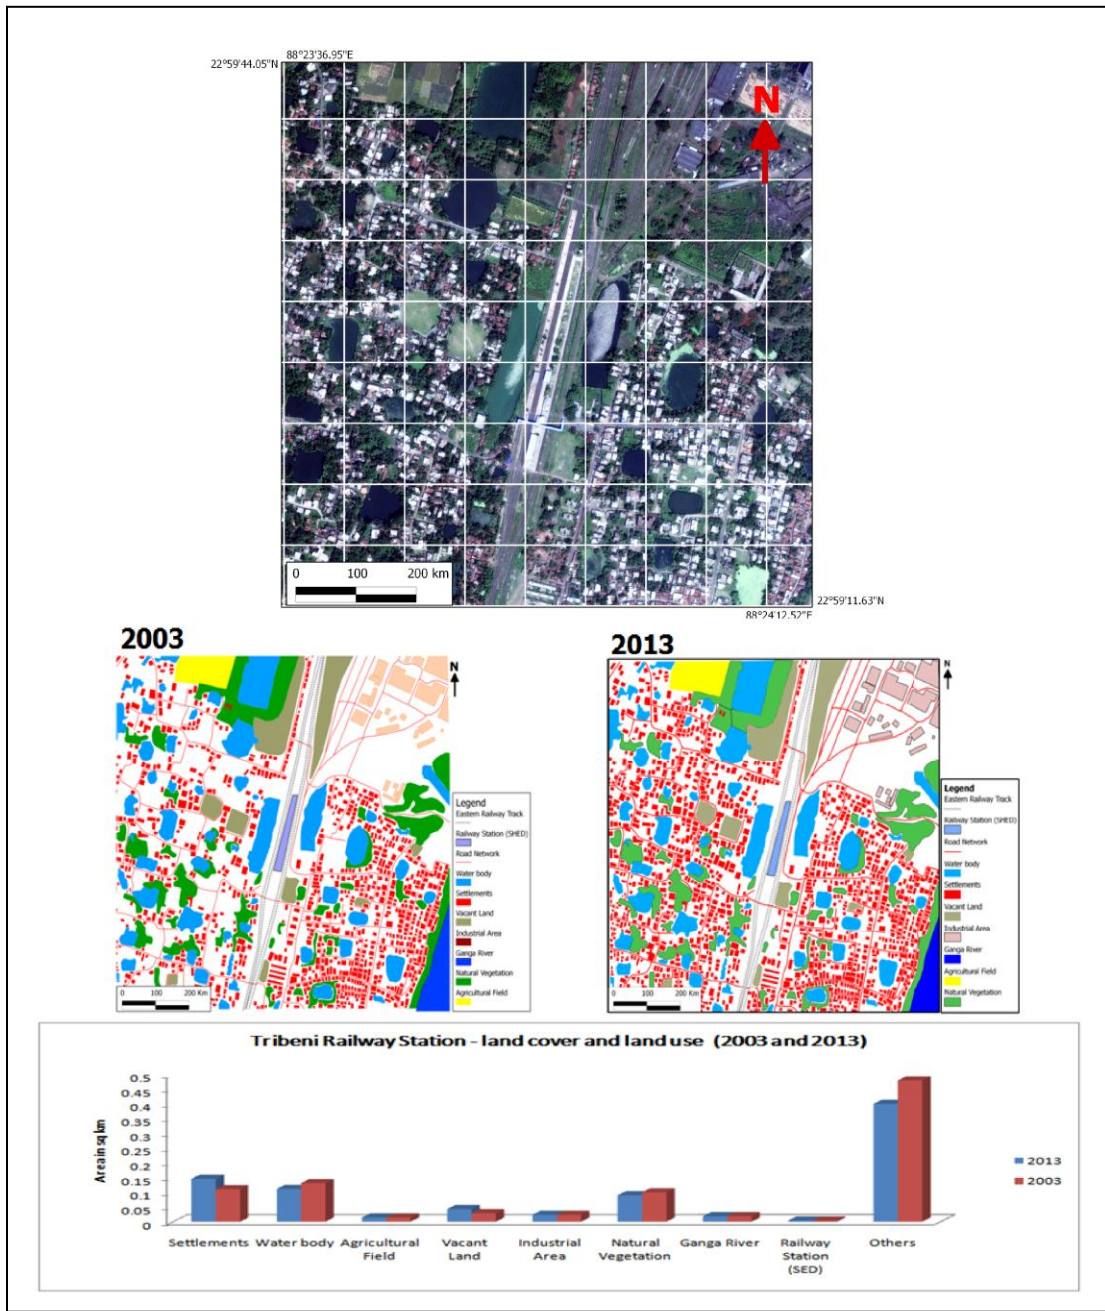 88°23'36.95"E
22°59'44.05"N
N
0 100 200 km
22°59'11.63"N
88°24'12.52"E
2003
2013
N
N
Legend
Eastern Railway Track
Railway Station (SHED)
Road Network
Water body
Settlements
Vacant Land
Industrial Area
Ganga River
Natural Vegetation
Agricultural Field
0 100 200 Km
Legend
Eastern Railway Track
Railway Station (SHED)
Road Network
Water body
Settlements
Vacant Land
Industrial Area
Ganga River
Agricultural Field
Natural Vegetation
0 100 200 Km
Tribeni Railway Station - land cover and land use (2003 and 2013)
Area in sq km
0.5
0.45
0.4
0.35
0.3
0.25
0.2
0.15
0.1
0.05
0
Settlements Water body Agricultural Field Vacant Land Industrial Area Natural Vegetation Ganga River Railway Station (SED) Others
2013
2003